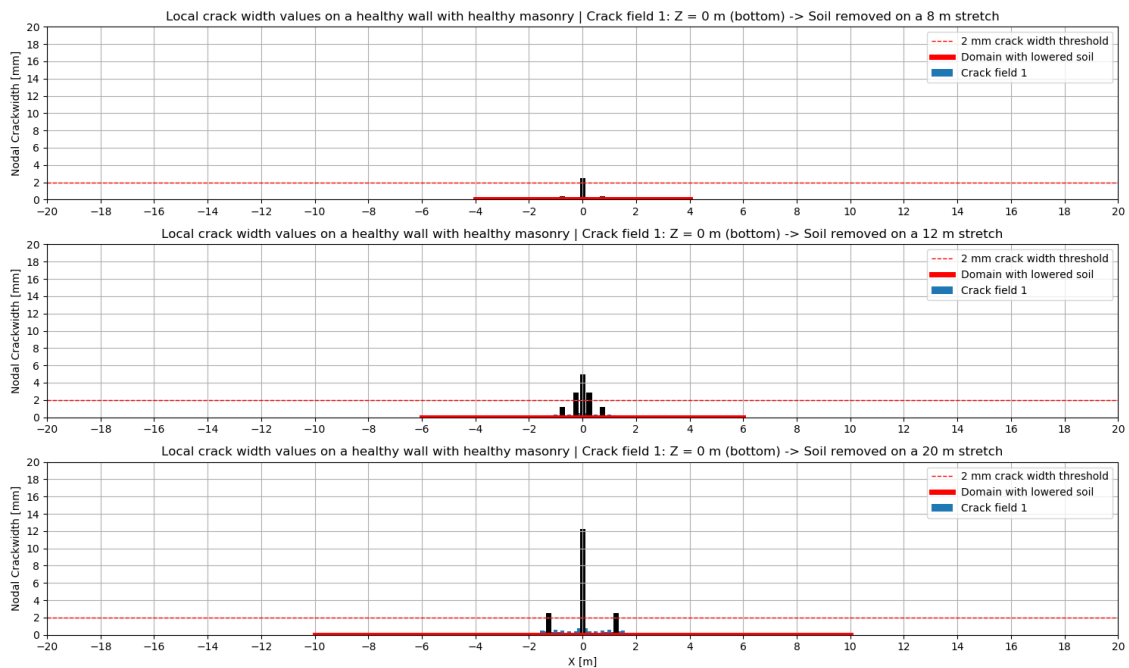 Local crack width values on a healthy wall with healthy masonry | Crack field 1: Z = 0 m (bottom) -> Soil removed on a 8 m stretch
Nodal Crackwidth [mm]
20
18
16
14
12
10
8
6
4
2
0
2 mm crack width threshold
Domain with lowered soil
Crack field 1
−20 −18 −16 −14 −12 −10 −8 −6 −4 −2 0 2 4 6 8 10 12 14 16 18 20
Local crack width values on a healthy wall with healthy masonry | Crack field 1: Z = 0 m (bottom) -> Soil removed on a 12 m stretch
Nodal Crackwidth [mm]
20
18
16
14
12
10
8
6
4
2
0
2 mm crack width threshold
Domain with lowered soil
Crack field 1
−20 −18 −16 −14 −12 −10 −8 −6 −4 −2 0 2 4 6 8 10 12 14 16 18 20
Local crack width values on a healthy wall with healthy masonry | Crack field 1: Z = 0 m (bottom) -> Soil removed on a 20 m stretch
Nodal Crackwidth [mm]
20
18
16
14
12
10
8
6
4
2
0
2 mm crack width threshold
Domain with lowered soil
Crack field 1
−20 −18 −16 −14 −12 −10 −8 −6 −4 −2 0 2 4 6 8 10 12 14 16 18 20
X [m]